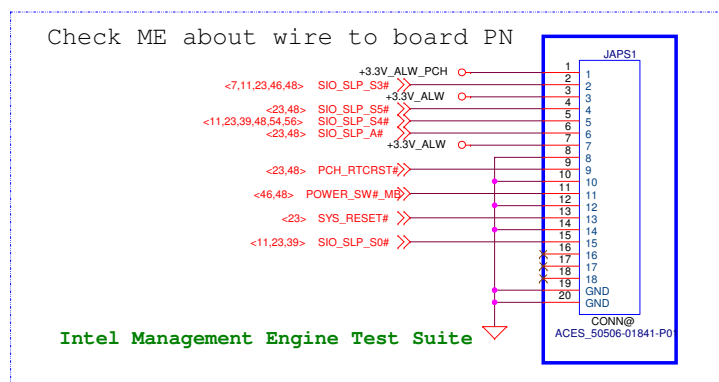 Check ME about wire to board PN
JAPS1
+3.3V_ALW_PCH 1 1
<7,11,23,46,48> SIO_SLP_S3# 2 2
+3.3V_ALW 3 3
<23,48> SIO_SLP_S5# 4 4
<11,23,39,48,54,56> SIO_SLP_S4# 5 5
<23,48> SIO_SLP_A# 6 6
+3.3V_ALW 7 7
8 8
<23,48> PCH_RTCRST# 9 9
10 10
<46,48> POWER_SW#_MB 11 11
12 12
<23> SYS_RESET# 13 13
14 14
<11,23,39> SIO_SLP_S0# 15 15
16 16
17 17
18 18
19 GND
20 GND
CONN@
ACES_50506-01841-P01
Intel Management Engine Test Suite